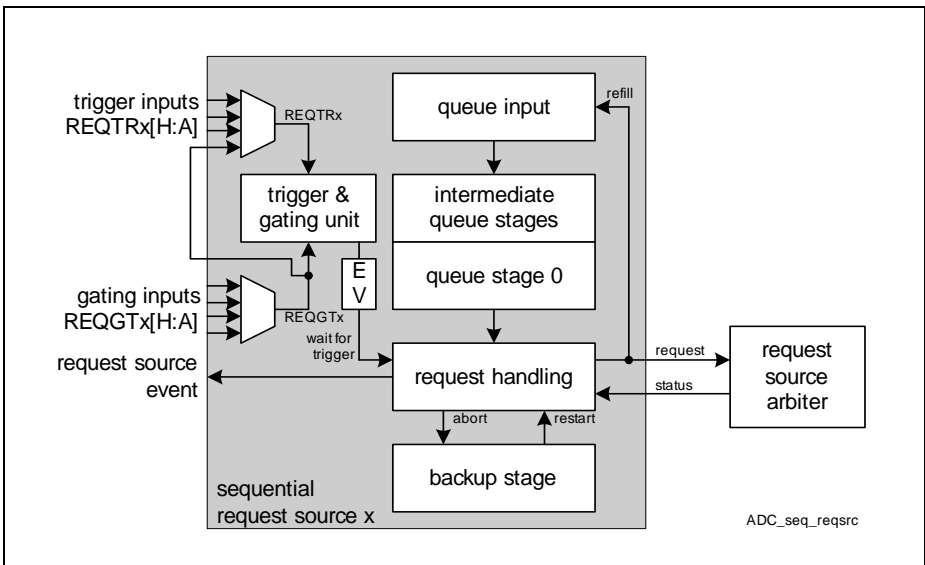 trigger inputs
REQTRx[H:A]
REQTRx
queue input
refill
trigger &
gating unit
intermediate
queue stages
queue stage 0
E
V
gating inputs
REQGTx[H:A]
REQGTx
wait for
trigger
request source
event
request handling
request
status
request
source
arbiter
abort
restart
backup stage
sequential
request source x
ADC_seq_reqsrc